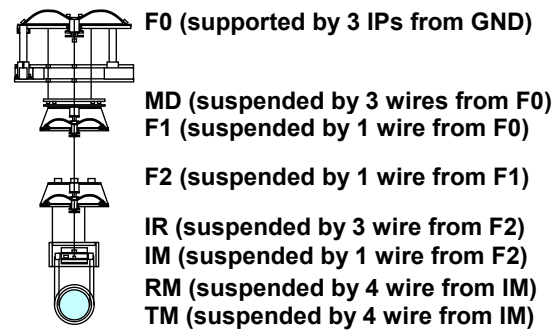 F0 (supported by 3 IPs from GND)
MD (suspended by 3 wires from F0)
F1 (suspended by 1 wire from F0)
F2 (suspended by 1 wire from F1)
IR (suspended by 3 wire from F2)
IM (suspended by 1 wire from F2)
RM (suspended by 4 wire from IM)
TM (suspended by 4 wire from IM)